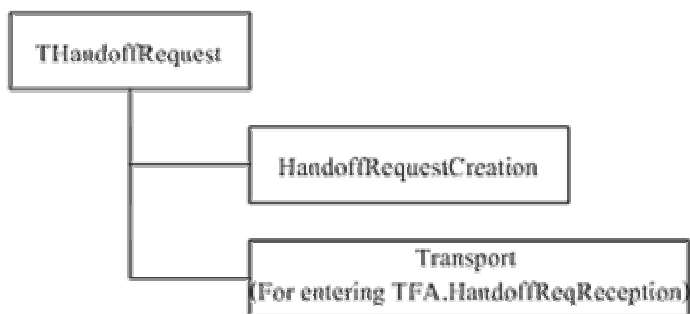 THandoffRequest
HandoffRequestCreation
Transport
(For entering TFA.HandoffReqReception)